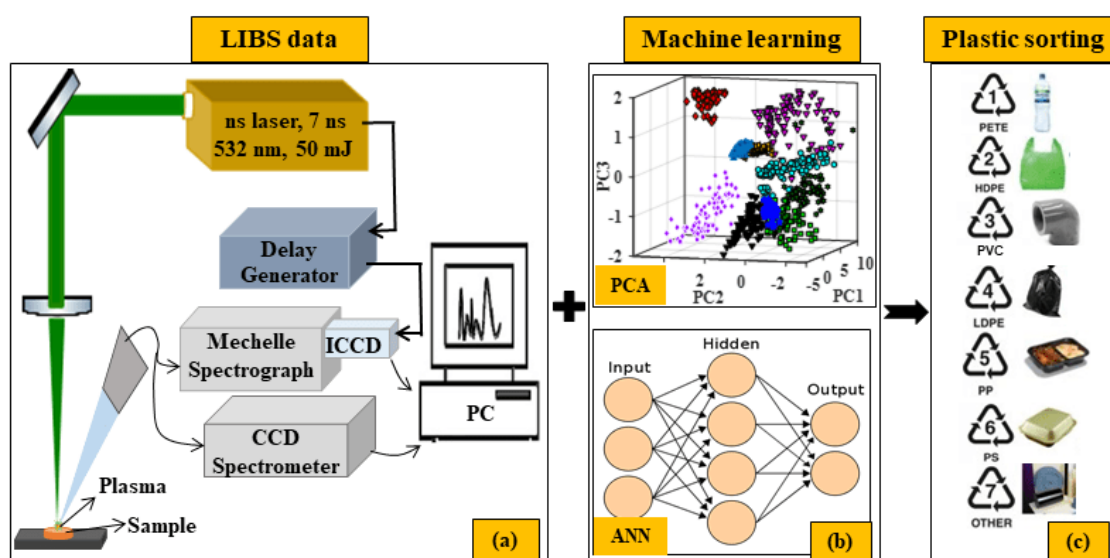 LIBS data
ns laser, 7 ns
532 nm, 50 mJ
Delay
Generator
Mechelle
Spectrograph
ICCD
CCD
Spectrometer
PC
Plasma
Sample
(a)
Machine learning
2
1
0
-1
-2
PC3
2
0
-2
PC2
-5
0
5
10
PC1
PCA
Input
Hidden
Output
ANN
(b)
Plastic sorting
1
PETE
2
HDPE
3
PVC
4
LDPE
5
PP
6
PS
7
OTHER
(c)